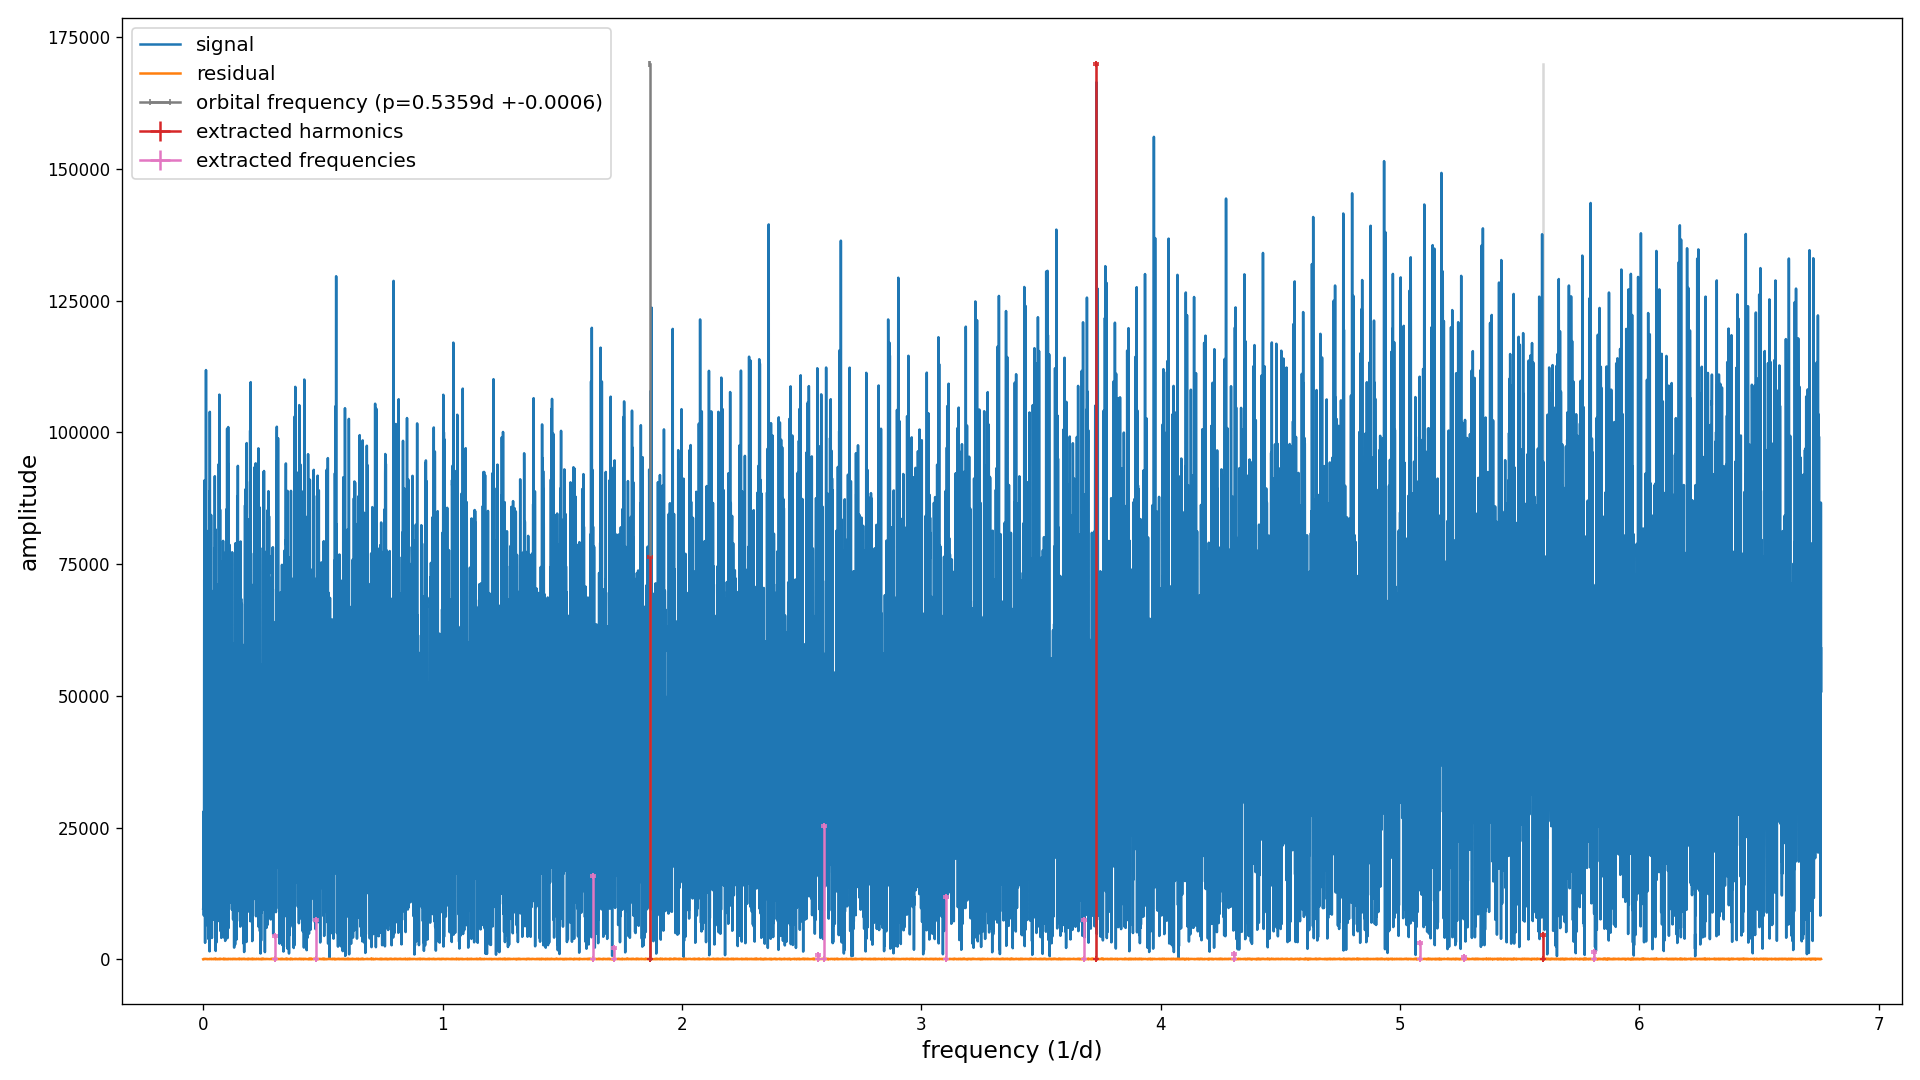 signal
residual
orbital frequency (p=0.5359d +-0.0006)
extracted harmonics
extracted frequencies
amplitude
175000
150000
125000
100000
75000
50000
25000
0
0 1 2 3 4 5 6 7
frequency (1/d)